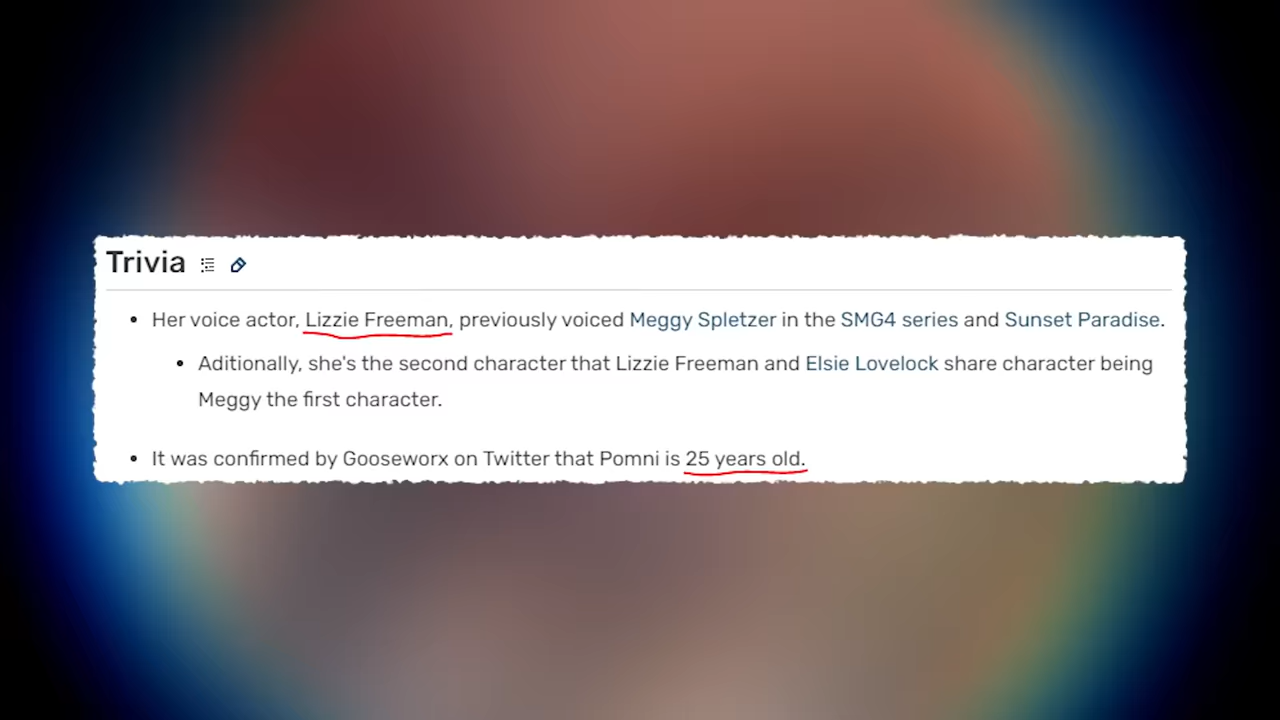 Trivia
Her voice actor, Lizzie Freeman, previously voiced Meggy Spletzer in the SMG4 series and Sunset Paradise.
Aditionally, she's the second character that Lizzie Freeman and Elsie Lovelock share character being
Meggy the first character.
It was confirmed by Gooseworx on Twitter that Pomni is 25 years old.